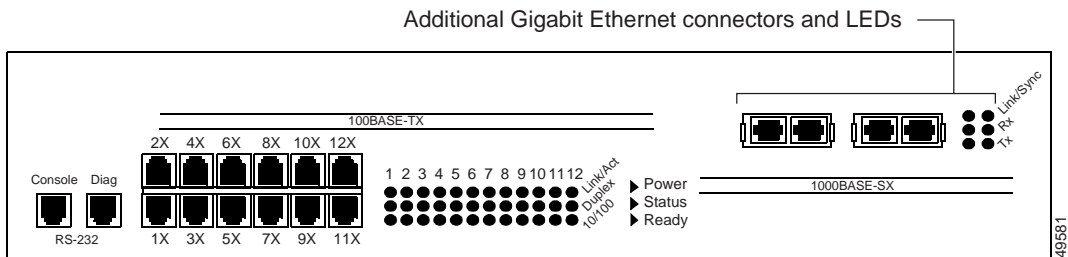 Additional Gigabit Ethernet connectors and LEDs
100BASE-TX
2X 4X 6X 8X 10X 12X
Console Diag
RS-232
1X 3X 5X 7X 9X 11X
1 2 3 4 5 6 7 8 9 10 11 12
Link/Act
Duplex
10/100
Power
Status
Ready
Link/Sync
Rx
Tx
1000BASE-SX
49581